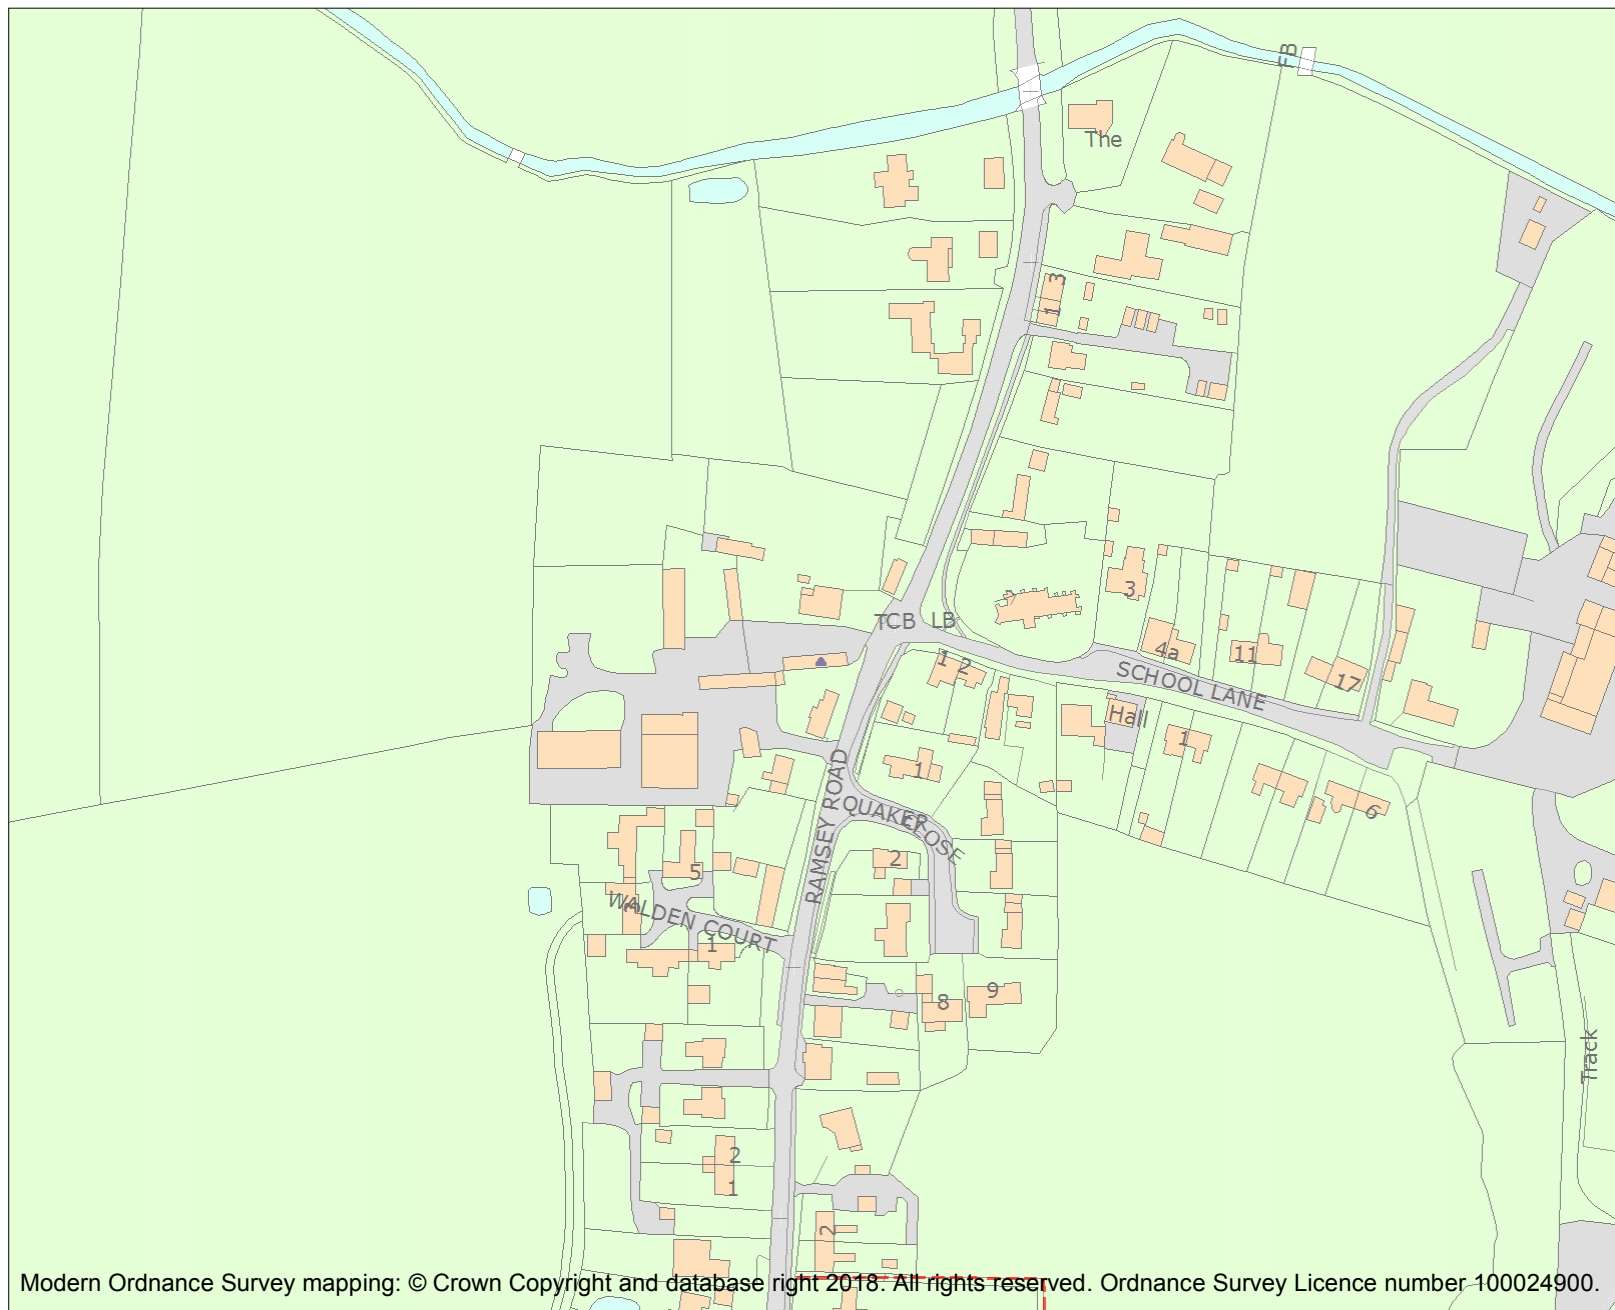 FB
The
3
1
TCB LB
3
4a
11
17
SCHOOL LANE
1 2
Hall
1
6
1
RAMSEY ROAD
QUAKER
CLOSE
2
5
3
WALDEN COURT
1
8
9
Track
2
1
2
Modern Ordnance Survey mapping: © Crown Copyright and database right 2018. All rights reserved. Ordnance Survey Licence number 100024900.